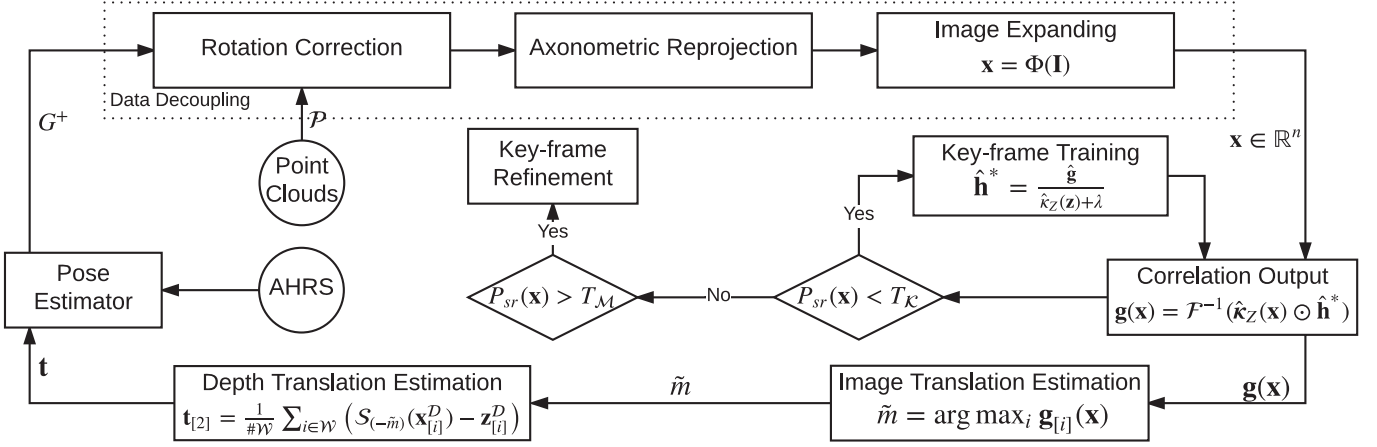 Rotation Correction
Axonometric Reprojection
Image Expanding
𝐱 = Φ(𝐈)
Data Decoupling
G⁺
𝒫
Point
Clouds
Key-frame
Refinement
Key-frame Training
ĥ* = ĝ / (κ̂_Z(𝐳)+λ)
𝐱 ∈ ℝⁿ
Yes
Yes
Pose
Estimator
AHRS
P_sr(𝐱) > T_ℳ
No
P_sr(𝐱) < T_𝒦
Correlation Output
𝐠(𝐱) = ℱ⁻¹(κ̂_Z(𝐱) ⊙ ĥ*)
𝐭
Depth Translation Estimation
𝐭_[2] = 1/#𝒲 ∑_{i∈𝒲} (𝒮_(−m̃)(𝐱^D_[i]) − 𝐳^D_[i])
m̃
Image Translation Estimation
m̃ = arg max_i 𝐠_[i](𝐱)
𝐠(𝐱)